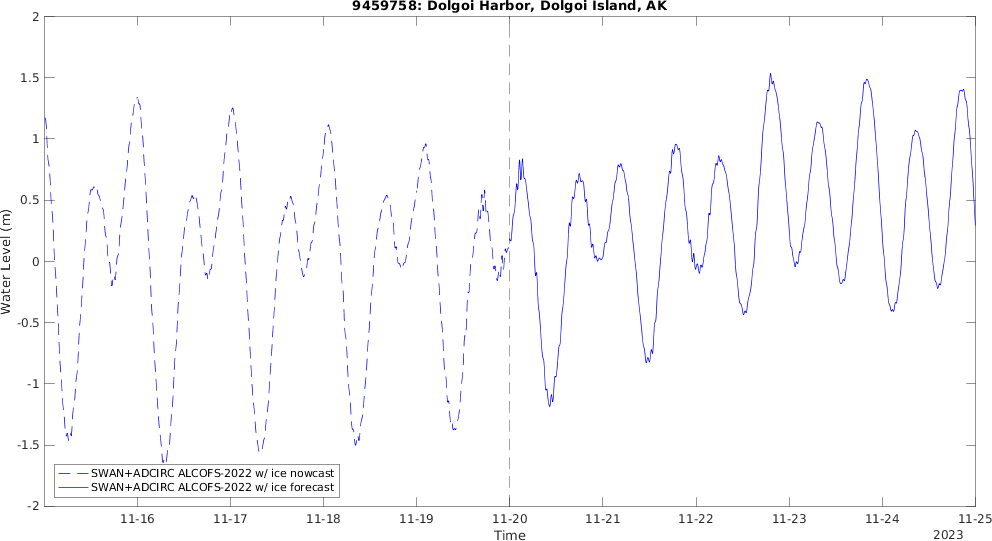 9459758: Dolgoi Harbor, Dolgoi Island, AK
2
1.5
1
0.5
0
-0.5
-1
-1.5
-2
Water Level (m)
SWAN+ADCIRC ALCOFS-2022 w/ ice nowcast
SWAN+ADCIRC ALCOFS-2022 w/ ice forecast
11-16 11-17 11-18 11-19 11-20 11-21 11-22 11-23 11-24 11-25
Time
2023